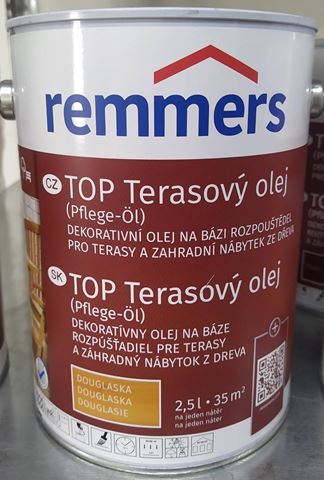 remmers
CZ TOP Terasový olej
(Pflege-Öl)
DEKORATIVNÍ OLEJ NA BÁZI ROZPOUŠTĚDEL
PRO TERASY A ZAHRADNÍ NÁBYTEK ZE DŘEVA
SK TOP Terasový olej
(Pflege-Öl)
DEKORATÍVNY OLEJ NA BÁZE
ROZPÚŠŤADIEL PRE TERASY
A ZÁHRADNÝ NÁBYTOK Z DREVA
DOUGLASKA
DOUGLASKA
DOUGLASIE
2,5 l · 35 m²
na jeden nátěr
na jeden náter